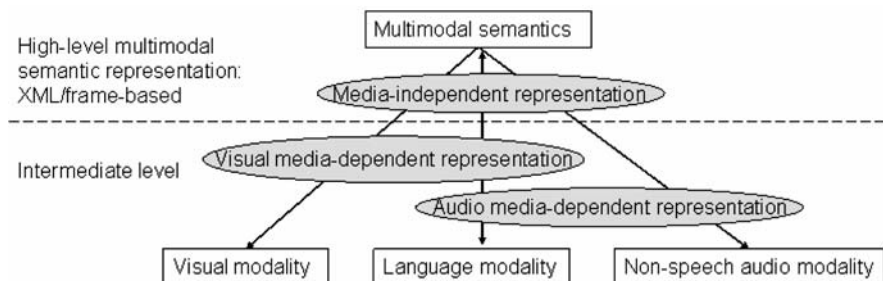 Multimodal semantics
High-level multimodal
semantic representation:
XML/frame-based
Media-independent representation
Visual media-dependent representation
Intermediate level
Audio media-dependent representation
Visual modality
Language modality
Non-speech audio modality